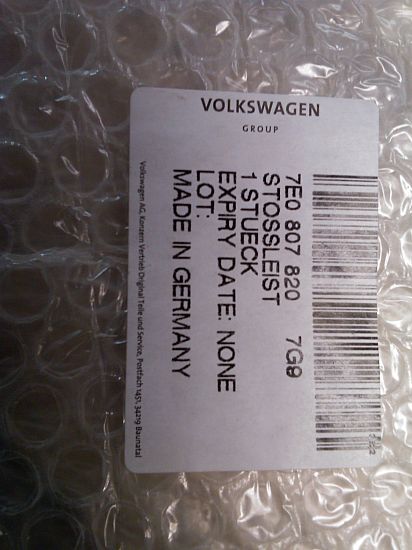 VOLKSWAGEN
GROUP
7E0 807 820 7G9
STOSSLEIST
1 STUECK
EXPIRY DATE: NONE
LOT:
MADE IN GERMANY
Volkswagen AG, Konzern Vertrieb Original Teile und Service, Postfach 1451, 34219 Baunatal